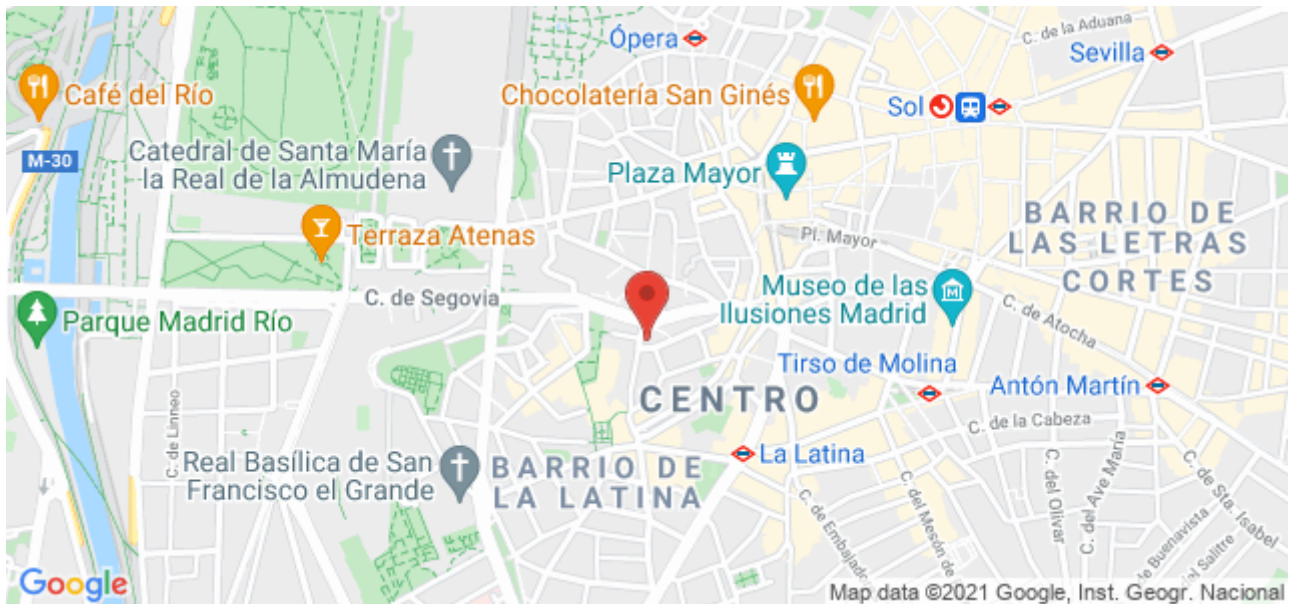 C. de la Aduana
Ópera
Sevilla
Café del Río
Chocolatería San Ginés
Sol
M-30
Catedral de Santa María
la Real de la Almudena
Plaza Mayor
BARRIO DE
LAS LETRAS
CORTES
Terraza Atenas
Pl. Mayor
C. de Segovia
Museo de las
Ilusiones Madrid
Parque Madrid Río
C. de Atocha
Tirso de Molina
Antón Martín
CENTRO
C. de Linneo
C. de la Cabeza
La Latina
Real Basílica de San
Francisco el Grande
BARRIO DE
LA LATINA
C. del Ave María
C. del Olivar
C. de Sta. Isabel
C. del Mesón de
C. de Embajado
Buenavista
Salitre
Google
Map data ©2021 Google, Inst. Geogr. Nacional